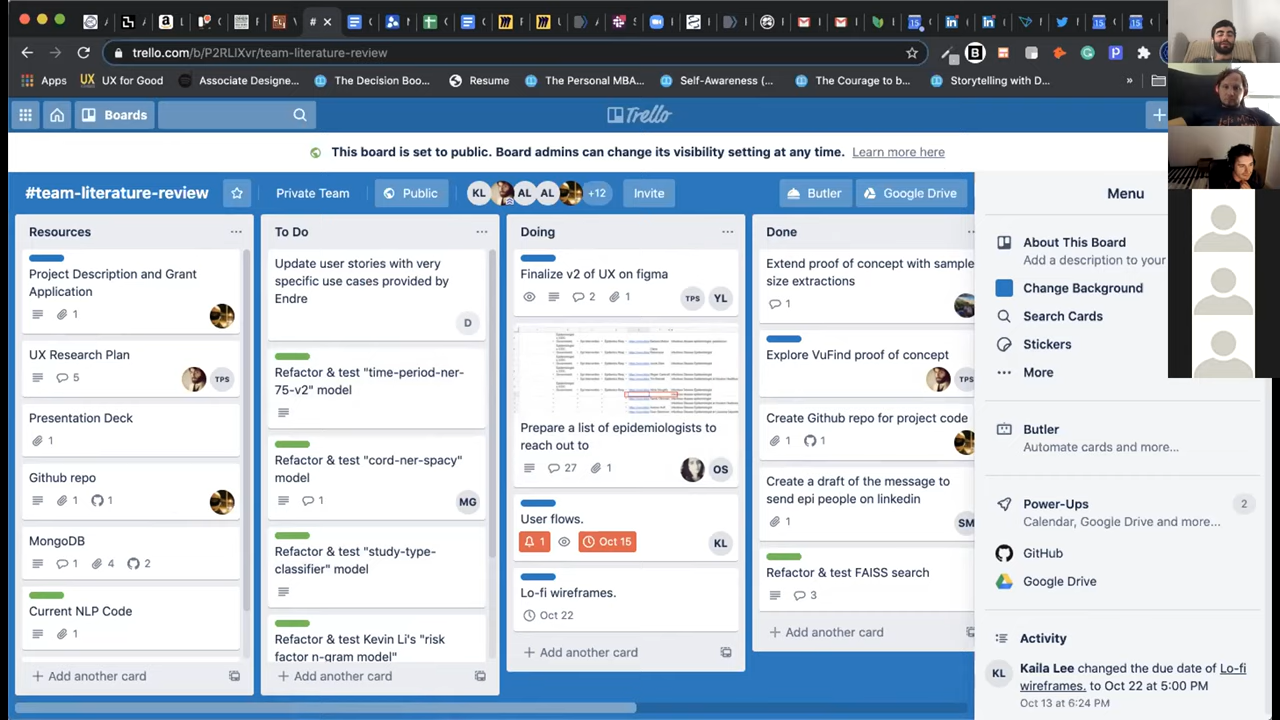 trello.com/b/P2RLIXvr/team-literature-review
Apps
UX for Good
Associate Designe...
The Decision Boo...
Resume
The Personal MBA...
Self-Awareness (...
The Courage to b...
Storytelling with D...
»
Boards
Trello
This board is set to public. Board admins can change its visibility setting at any time. Learn more here
#team-literature-review
Private Team
Public
KL
AL
AL
+12
Invite
Butler
Google Drive
Resources
Project Description and Grant
Application
1
UX Research Plan
5
TPS
Presentation Deck
1
Github repo
1
1
MongoDB
1
4
2
Current NLP Code
1
+ Add another card
To Do
Update user stories with very
specific use cases provided by
Endre
D
Refactor & test "time-period-ner-
75-v2" model
Refactor & test "cord-ner-spacy"
model
1
MG
Refactor & test "study-type-
classifier" model
Refactor & test Kevin Li's "risk
factor n-gram model"
+ Add another card
Doing
Finalize v2 of UX on figma
2
1
TPS
YL
Prepare a list of epidemiologists to
reach out to
27
1
OS
User flows.
1
Oct 15
KL
Lo-fi wireframes.
Oct 22
+ Add another card
Done
Extend proof of concept with sample
size extractions
1
Explore VuFind proof of concept
TPS
Create Github repo for project code
1
1
Create a draft of the message to
send epi people on linkedin
1
SM
Refactor & test FAISS search
3
+ Add another card
Menu
About This Board
Add a description to your
Change Background
Search Cards
Stickers
More
Butler
Automate cards and more...
Power-Ups
2
Calendar, Google Drive and more...
GitHub
Google Drive
Activity
KL
Kaila Lee changed the due date of Lo-fi
wireframes. to Oct 22 at 5:00 PM
Oct 13 at 6:24 PM